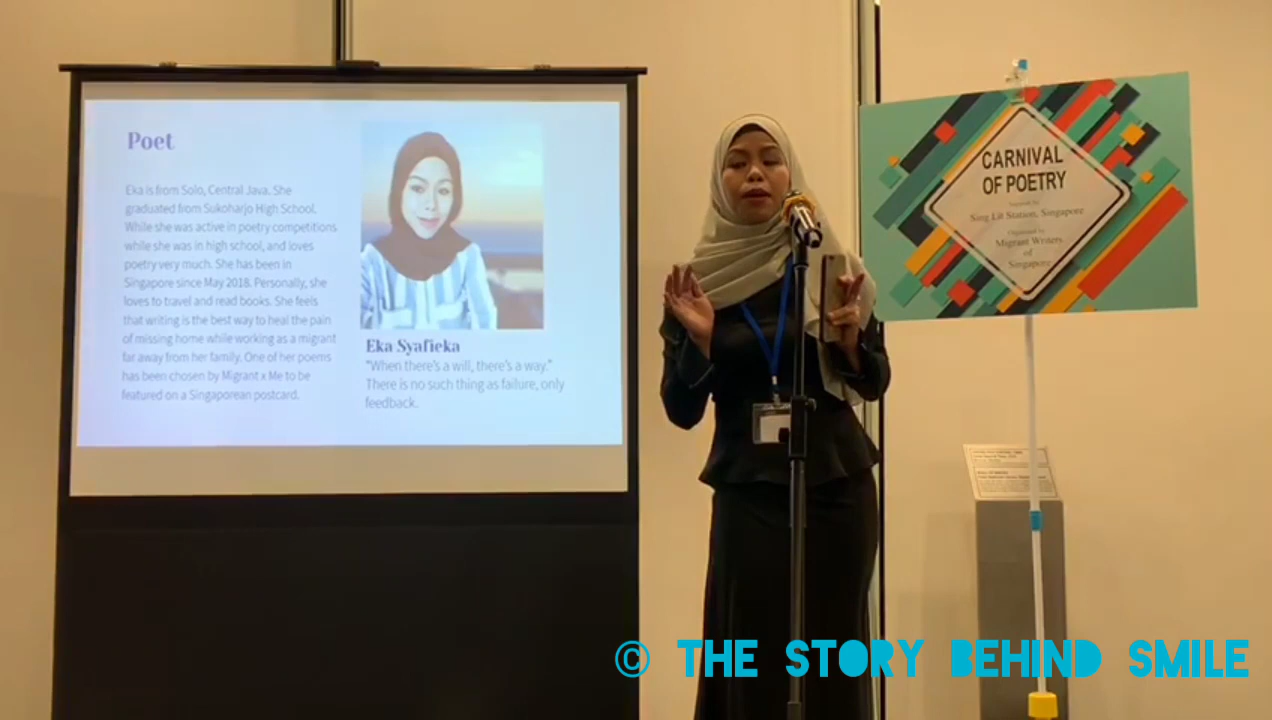 Poet
Eka is from Solo, Central Java. She
graduated from Sukoharjo High School.
While she was active in poetry competitions
while she was in high school, and loves
poetry very much. She has been in
Singapore since May 2018. Personally, she
loves to travel and read books. She feels
that writing is the best way to heal the pain
of missing home while working as a migrant
far away from her family. One of her poems
has been chosen by Migrant x Me to be
featured on a Singaporean postcard.
Eka Syafieka
"When there's a will, there's a way."
There is no such thing as failure, only
feedback.
CARNIVAL
OF POETRY
Sing Lit Station, Singapore
Organised by
Migrant Writers
of
Singapore
© THE STORY BEHIND SMILE